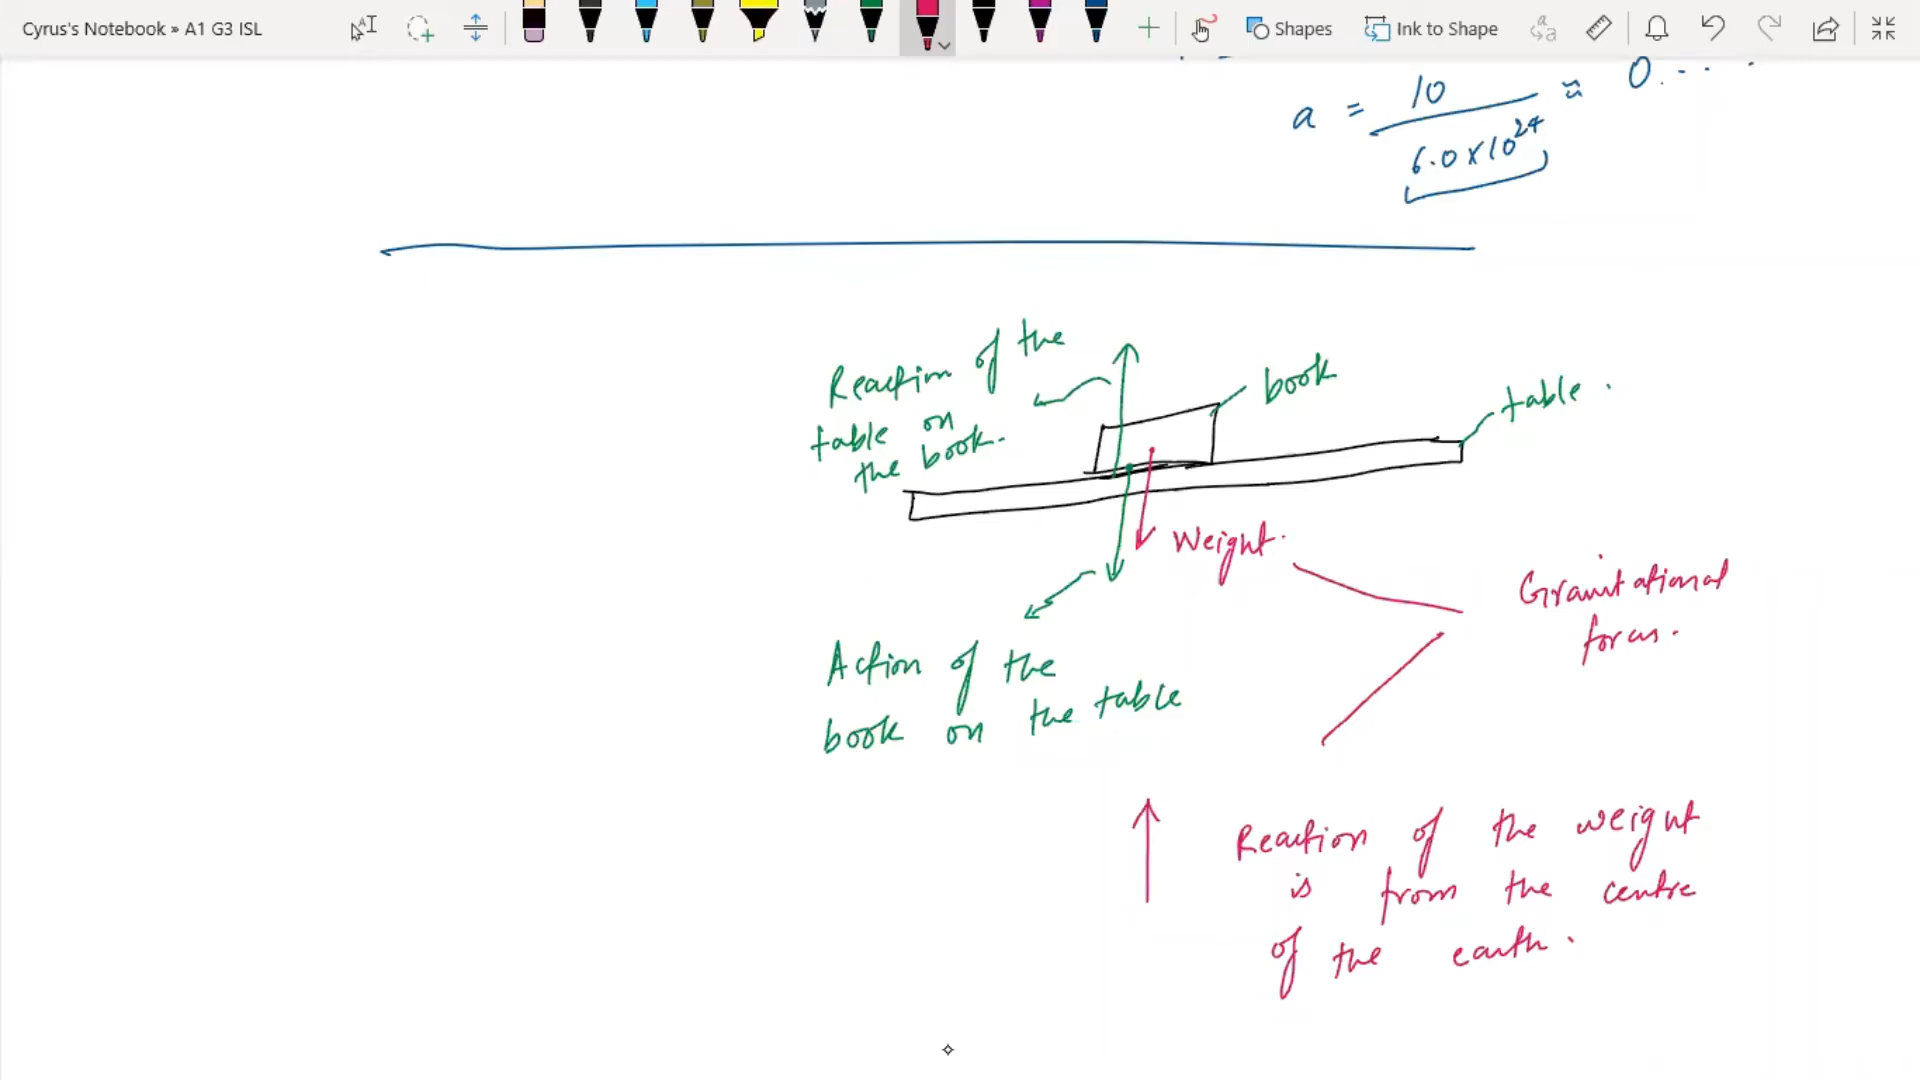 Cyrus's Notebook » A1 G3 ISL
Shapes
Ink to Shape
a = 10 / 6.0×10²⁴ ≈ 0.....
Reaction of the
table on
the book.
book
table.
Weight.
Gravitational
forces.
Action of the
book on the table
Reaction of the weight
is from the centre
of the earth.